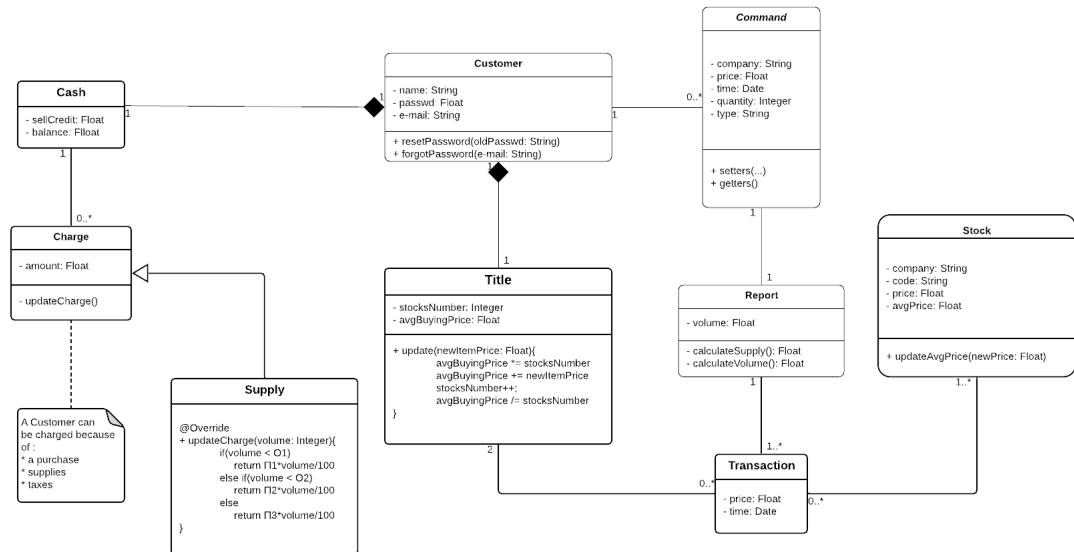 Cash
- sellCredit: Float
- balance: Float
1
1
1
0..*
Charge
- amount: Float
- updateCharge()
A Customer can
be charged because
of :
* a purchase
* supplies
* taxes
Supply
@Override
+ updateCharge(volume: Integer){
if(volume < O1)
return Π1*volume/100
else if(volume < O2)
return Π2*volume/100
else
return Π3*volume/100
}
Customer
- name: String
- passwd: Float
- e-mail: String
+ resetPassword(oldPasswd: String)
+ forgotPassword(e-mail: String)
1
1
1
0..*
Title
- stocksNumber: Integer
- avgBuyingPrice: Float
+ update(newItemPrice: Float){
avgBuyingPrice *= stocksNumber
avgBuyingPrice += newItemPrice
stocksNumber++;
avgBuyingPrice /= stocksNumber
}
2
0..*
Command
- company: String
- price: Float
- time: Date
- quantity: Integer
- type: String
+ setters(...)
+ getters()
1
1
Report
- volume: Float
- calculateSupply(): Float
- calculateVolume(): Float
1
1..*
Transaction
- price: Float
- time: Date
0..*
Stock
- company: String
- code: String
- price: Float
- avgPrice: Float
+ updateAvgPrice(newPrice: Float)
1..*